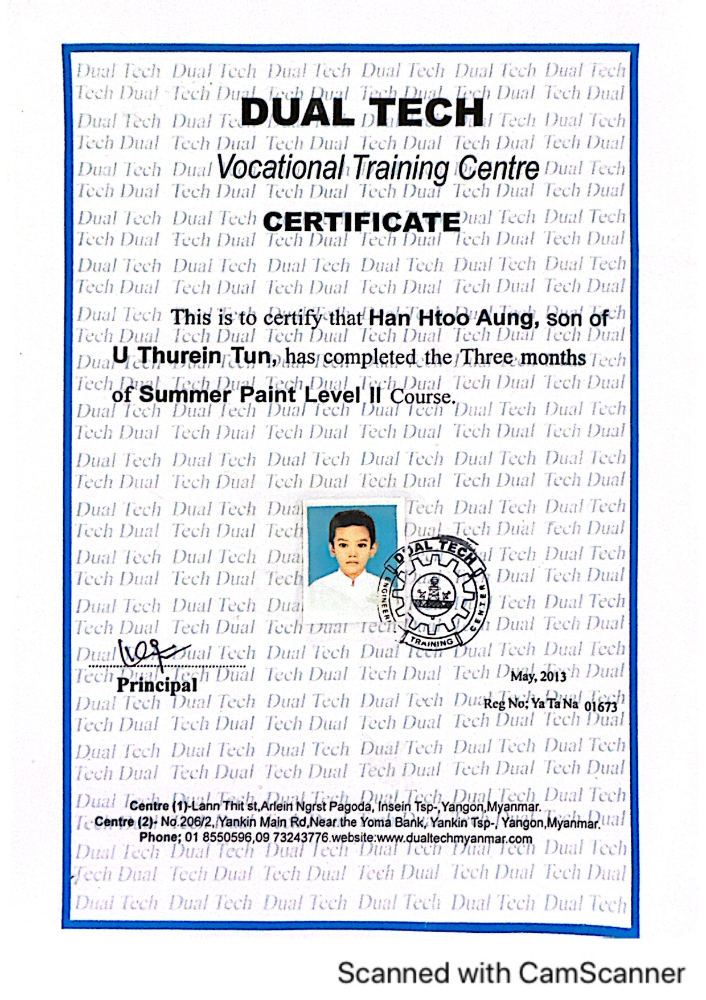 DUAL TECH
Vocational Training Centre
CERTIFICATE
This is to certify that Han Htoo Aung, son of
U Thurein Tun, has completed the Three months
of Summer Paint Level II Course.
DUAL TECH
ENGINEERI
CENTER
TRAINING
Principal
May, 2013
Reg No; Ya Ta Na 01673
Centre (1)-Lann Thit st,Arlein Ngrst Pagoda, Insein Tsp-,Yangon,Myanmar.
Centre (2)- No.206/2, Yankin Main Rd,Near the Yoma Bank, Yankin Tsp-, Yangon,Myanmar.
Phone; 01 8550596,09 73243776.website:www.dualtechmyanmar.com
Scanned with CamScanner